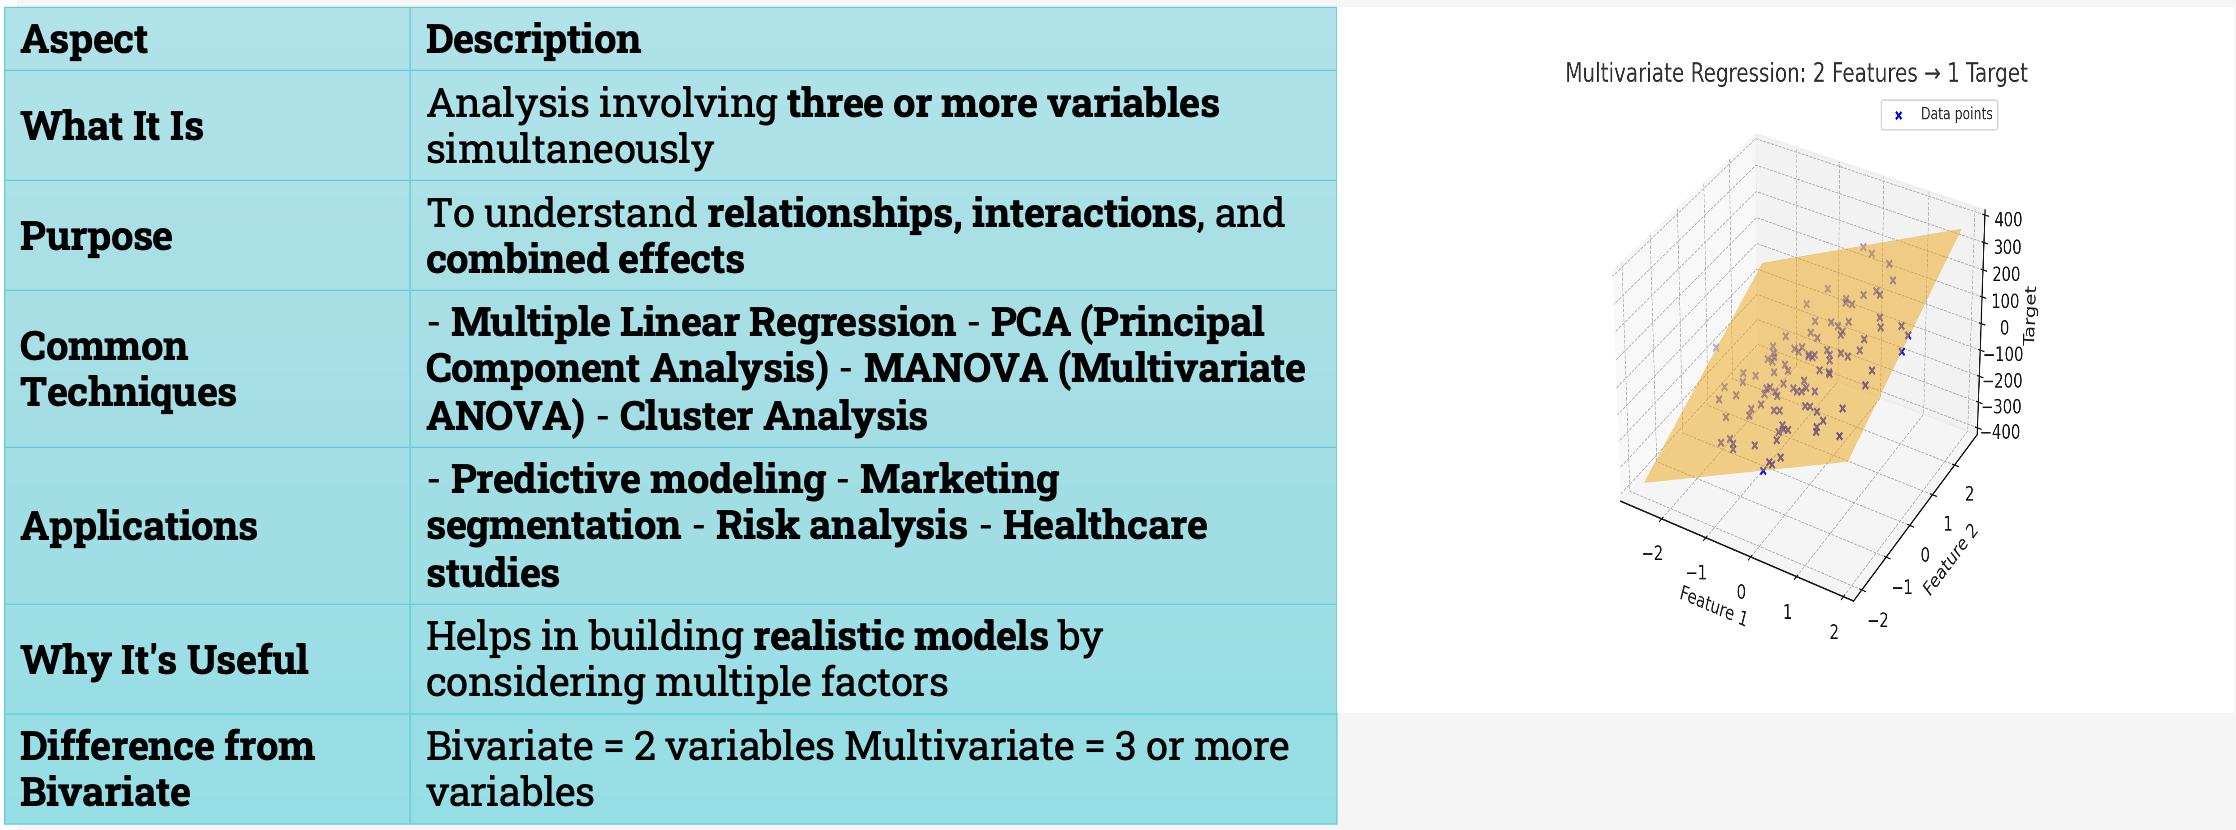 Aspect
Description
What It Is
Analysis involving three or more variables
simultaneously
Purpose
To understand relationships, interactions, and
combined effects
Common
Techniques
- Multiple Linear Regression - PCA (Principal
Component Analysis) - MANOVA (Multivariate
ANOVA) - Cluster Analysis
Applications
- Predictive modeling - Marketing
segmentation - Risk analysis - Healthcare
studies
Why It's Useful
Helps in building realistic models by
considering multiple factors
Difference from
Bivariate
Bivariate = 2 variables Multivariate = 3 or more
variables
Multivariate Regression: 2 Features → 1 Target
Data points
400
300
200
100
0
−100
−200
−300
−400
Target
2
1
0
−1
−2
Feature 2
−2
−1
0
1
2
Feature 1